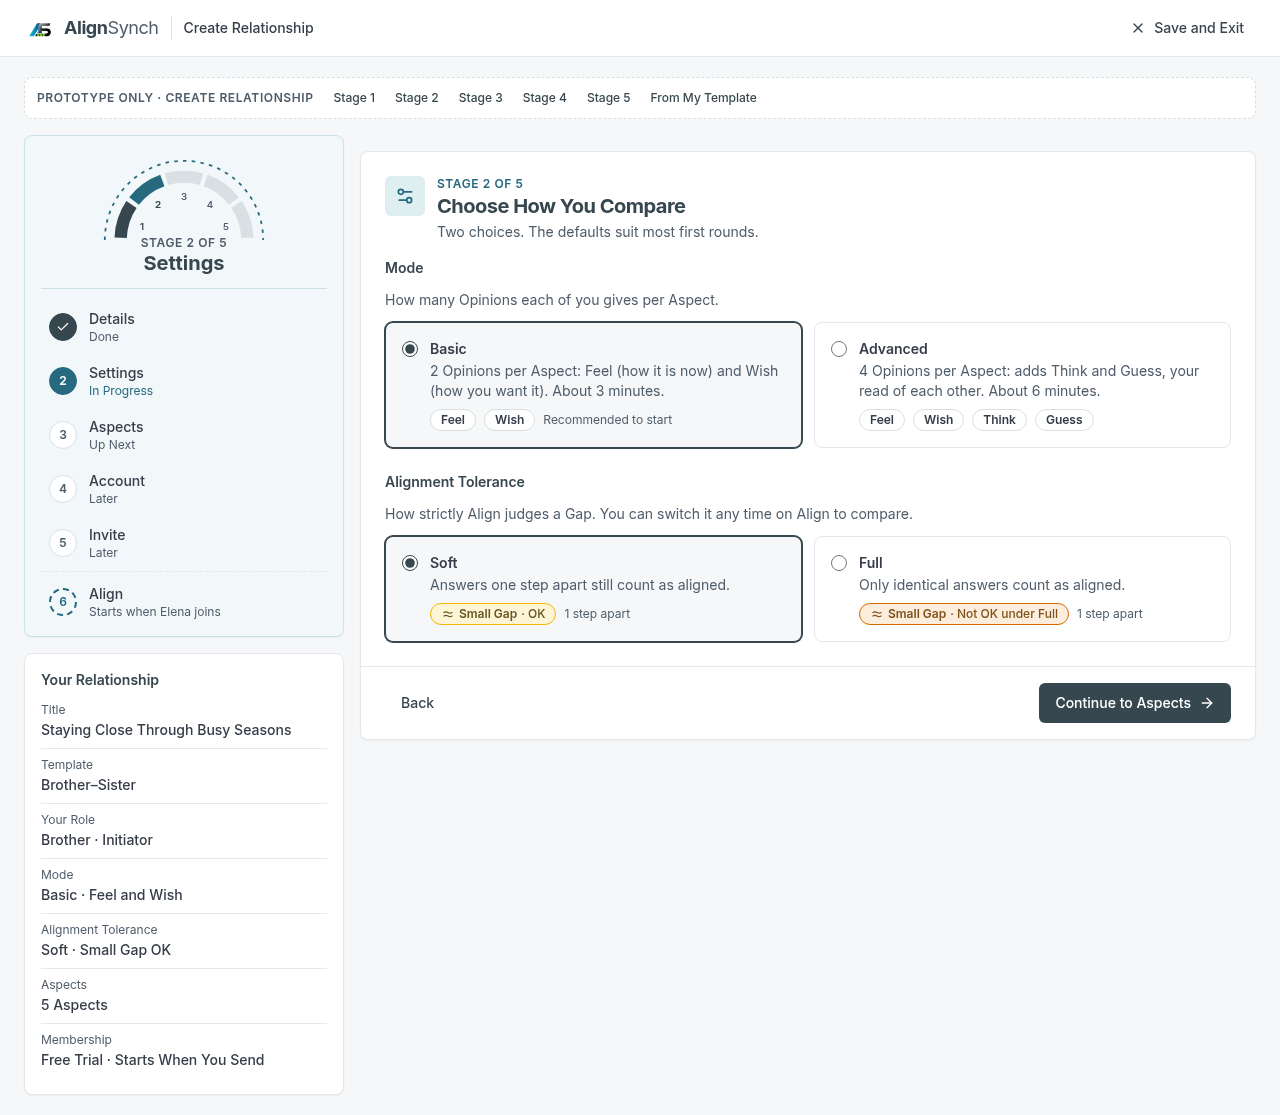 AlignSynch
Create Relationship
Save and Exit
PROTOTYPE ONLY · CREATE RELATIONSHIP
Stage 1
Stage 2
Stage 3
Stage 4
Stage 5
From My Template
1
2
3
4
5
STAGE 2 OF 5
Settings
Details
Done
2
Settings
In Progress
3
Aspects
Up Next
4
Account
Later
5
Invite
Later
6
Align
Starts when Elena joins
Your Relationship
Title
Staying Close Through Busy Seasons
Template
Brother–Sister
Your Role
Brother · Initiator
Mode
Basic · Feel and Wish
Alignment Tolerance
Soft · Small Gap OK
Aspects
5 Aspects
Membership
Free Trial · Starts When You Send
STAGE 2 OF 5
Choose How You Compare
Two choices. The defaults suit most first rounds.
Mode
How many Opinions each of you gives per Aspect.
Basic
2 Opinions per Aspect: Feel (how it is now) and Wish
(how you want it). About 3 minutes.
Feel
Wish
Recommended to start
Advanced
4 Opinions per Aspect: adds Think and Guess, your
read of each other. About 6 minutes.
Feel
Wish
Think
Guess
Alignment Tolerance
How strictly Align judges a Gap. You can switch it any time on Align to compare.
Soft
Answers one step apart still count as aligned.
Small Gap · OK
1 step apart
Full
Only identical answers count as aligned.
Small Gap · Not OK under Full
1 step apart
Back
Continue to Aspects